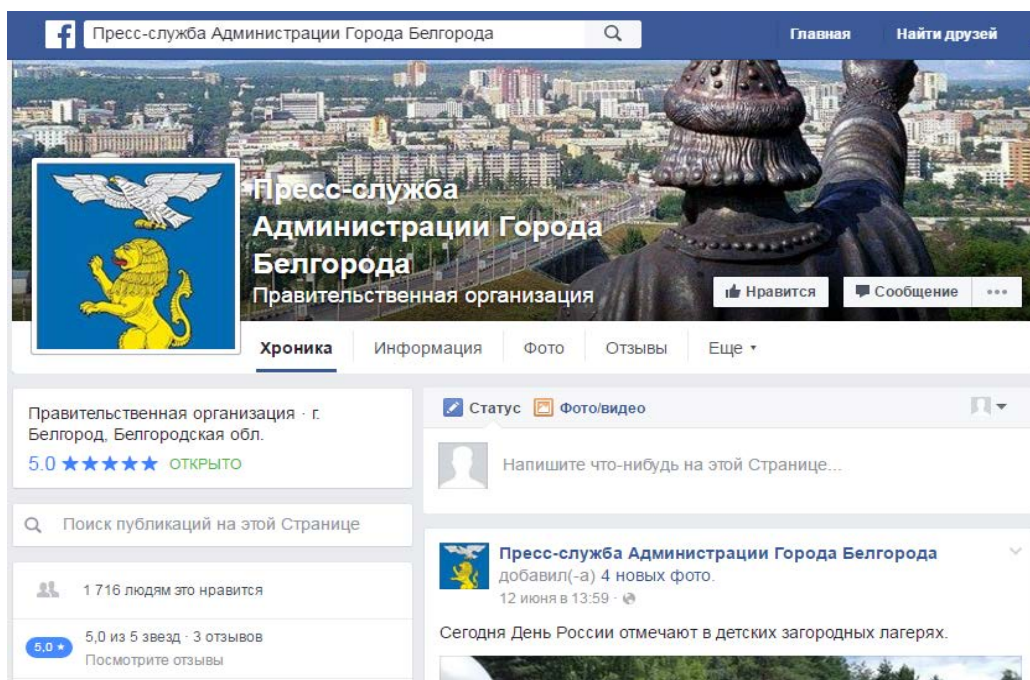 Пресс-служба Администрации Города Белгорода
Главная
Найти друзей
Пресс-служба
Администрации Города
Белгорода
Правительственная организация
Нравится
Сообщение
Хроника
Информация
Фото
Отзывы
Еще
Правительственная организация · г.
Белгород, Белгородская обл.
5.0 ★★★★★ ОТКРЫТО
Поиск публикаций на этой Странице
1 716 людям это нравится
5,0 ★
5,0 из 5 звезд · 3 отзывов
Посмотрите отзывы
Статус
Фото/видео
Напишите что-нибудь на этой Странице...
Пресс-служба Администрации Города Белгорода
добавил(-а) 4 новых фото.
12 июня в 13:59 ·
Сегодня День России отмечают в детских загородных лагерях.